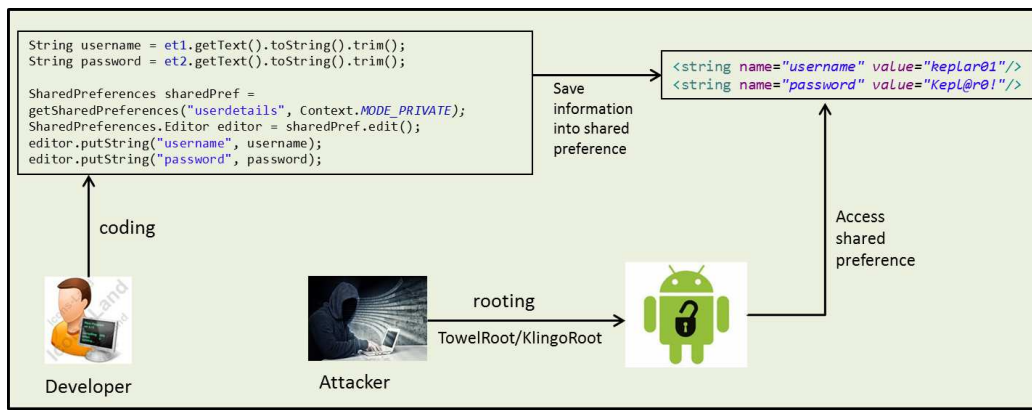 String username = et1.getText().toString().trim();
String password = et2.getText().toString().trim();
SharedPreferences sharedPref =
getSharedPreferences("userdetails", Context.MODE_PRIVATE);
SharedPreferences.Editor editor = sharedPref.edit();
editor.putString("username", username);
editor.putString("password", password);
Save
information
into shared
preference
<string name="username" value="keplar01"/>
<string name="password" value="Kepl@r0!"/>
coding
Access
shared
preference
rooting
TowelRoot/KlingoRoot
Developer
Attacker